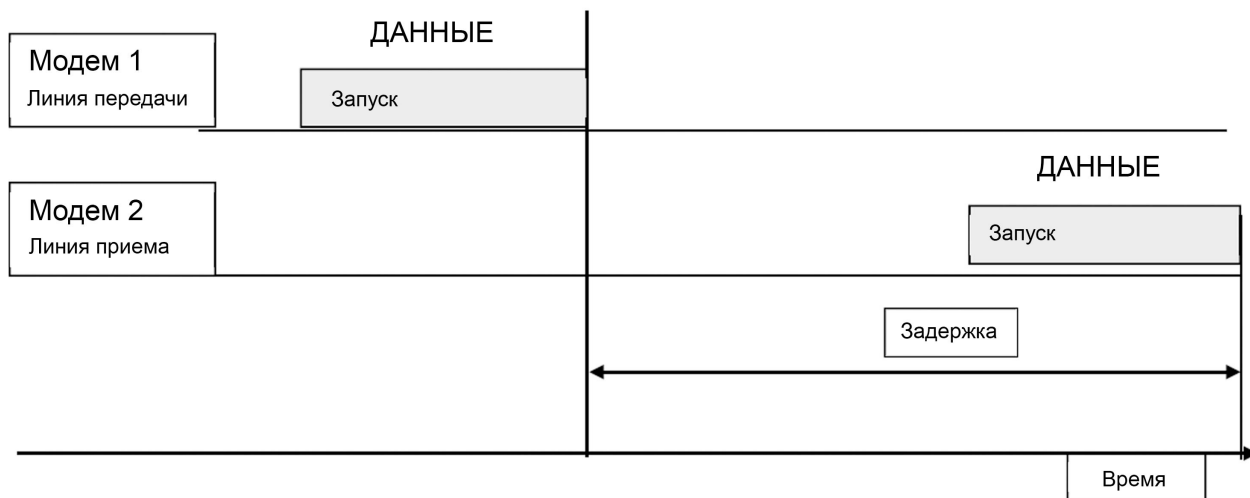 ДАННЫЕ
Модем 1
Линия передачи
Запуск
ДАННЫЕ
Модем 2
Линия приема
Запуск
Задержка
Время